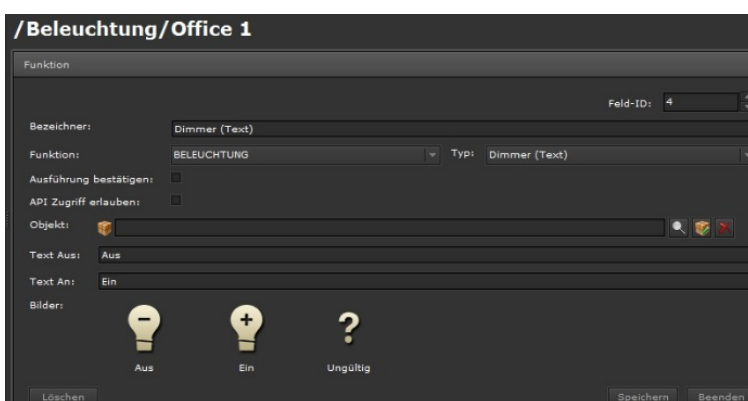 /Beleuchtung/Office 1
Funktion
Feld-ID: 4
Bezeichner: Dimmer (Text)
Funktion: BELEUCHTUNG Typ: Dimmer (Text)
Ausführung bestätigen:
API Zugriff erlauben:
Objekt:
Text Aus: Aus
Text An: Ein
Bilder:
Aus Ein Ungültig
Löschen Speichern Beenden